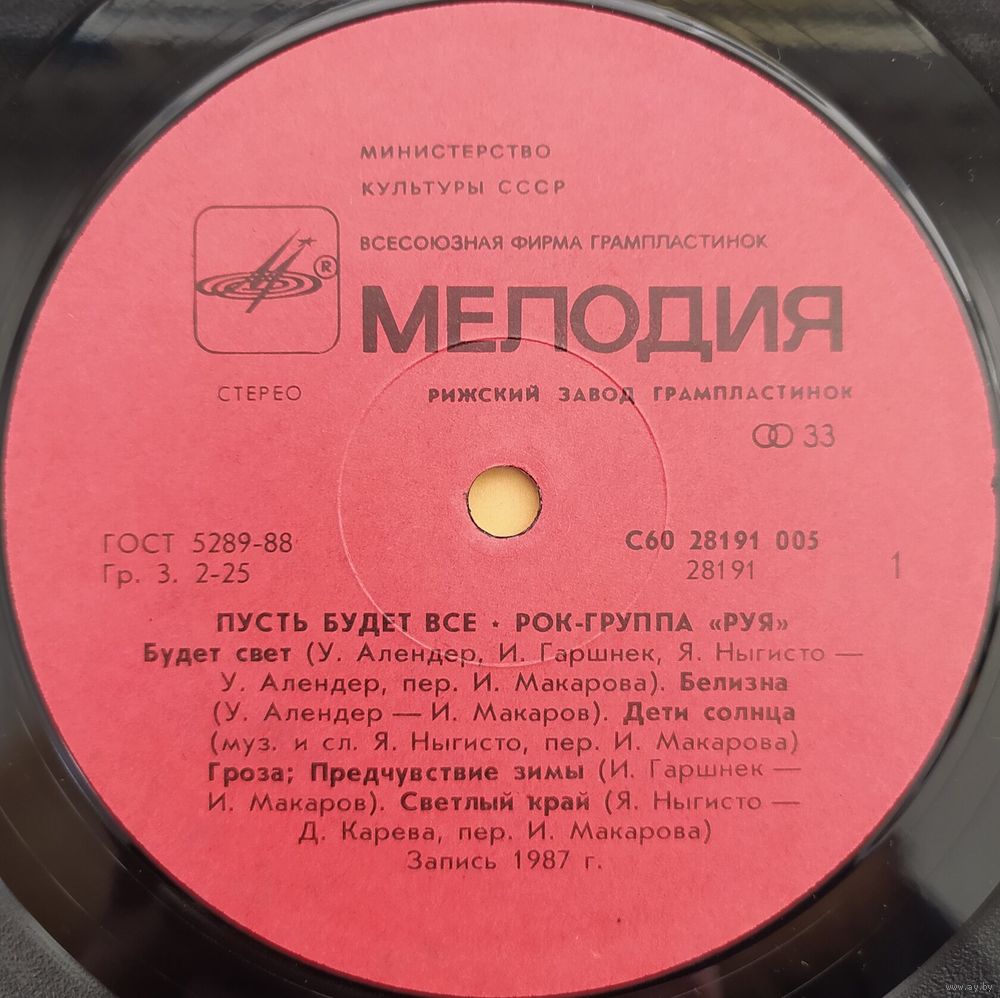 МИНИСТЕРСТВО
КУЛЬТУРЫ СССР
ВСЕСОЮЗНАЯ ФИРМА ГРАМПЛАСТИНОК
®
МЕЛОДИЯ
СТЕРЕО
РИЖСКИЙ ЗАВОД ГРАМПЛАСТИНОК
33
ГОСТ 5289-88
Гр. 3. 2-25
С60 28191 005
28191
1
ПУСТЬ БУДЕТ ВСЕ • РОК-ГРУППА «РУЯ»
Будет свет (У. Алендер, И. Гаршнек, Я. Ныгисто —
У. Алендер, пер. И. Макарова). Белизна
(У. Алендер — И. Макаров). Дети солнца
(муз. и сл. Я. Ныгисто, пер. И. Макарова)
Гроза; Предчувствие зимы (И. Гаршнек —
И. Макаров). Светлый край (Я. Ныгисто —
Д. Карева, пер. И. Макарова)
Запись 1987 г.
www.ay.by